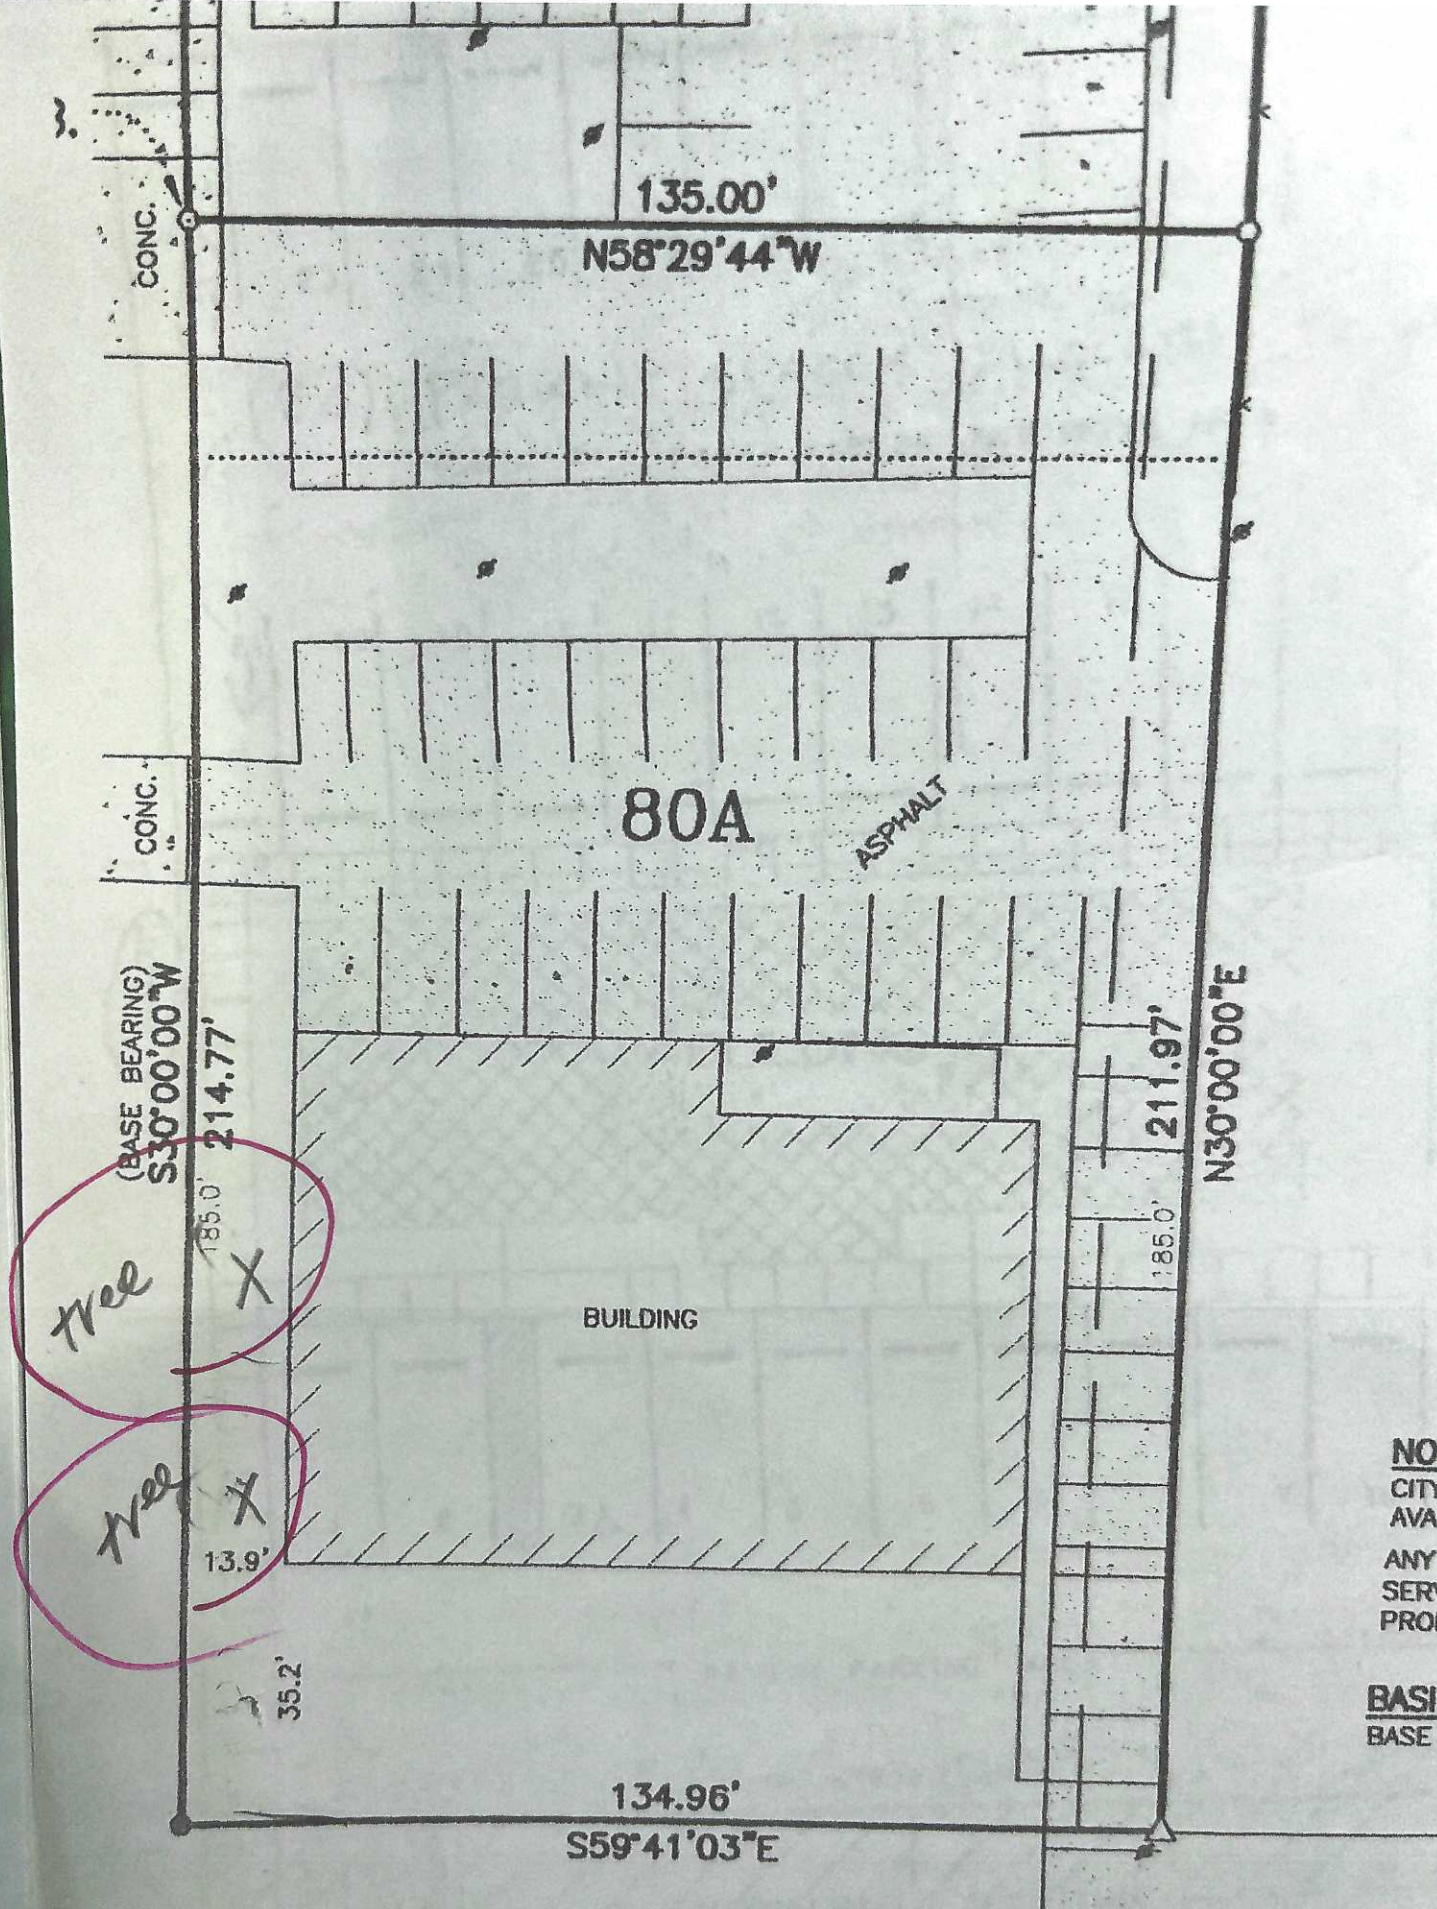 3.
CONC.
135.00'
N58°29'44"W
CONC.
80A
ASPHALT
(BASE BEARING)
S30°00'00"W
214.77'
185.0'
211.97'
N30°00'00"E
185.0'
tree
X
BUILDING
tree
X
13.9'
35.2'
NO
CITY
AVA
ANY
SERV
PRO
BASI
BASE
134.96'
S59°41'03"E